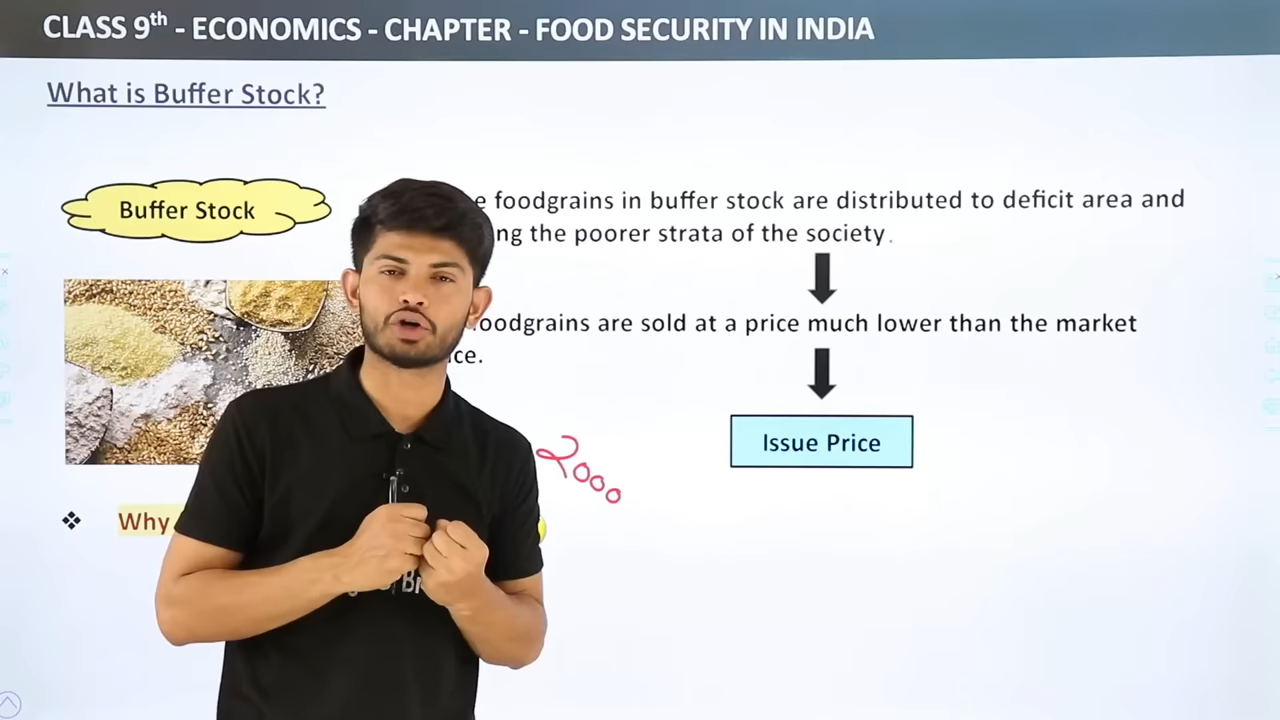 CLASS 9th - ECONOMICS - CHAPTER - FOOD SECURITY IN INDIA
What is Buffer Stock?
Buffer Stock
foodgrains in buffer stock are distributed to deficit area and
the poorer strata of the society.
are sold at a price much lower than the market
Issue Price
2000
Why